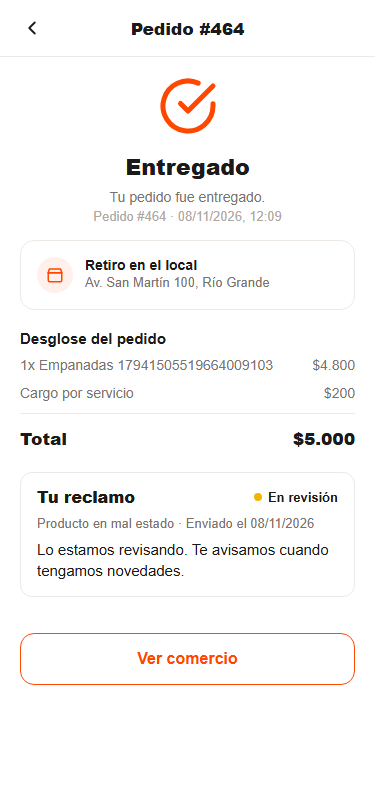 Pedido #464
Entregado
Tu pedido fue entregado.
Pedido #464 · 08/11/2026, 12:09
Retiro en el local
Av. San Martín 100, Río Grande
Desglose del pedido
1x Empanadas 17941505519664009103 $4.800
Cargo por servicio $200
Total $5.000
Tu reclamo En revisión
Producto en mal estado · Enviado el 08/11/2026
Lo estamos revisando. Te avisamos cuando
tengamos novedades.
Ver comercio